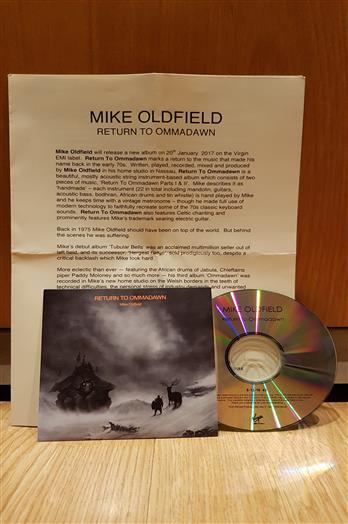 MIKE OLDFIELD
RETURN TO OMMADAWN
Mike Oldfield will release a new album on 20th January 2017 on the Virgin
EMI label. Return To Ommadawn marks a return to the music that made his
name back in the early 70s. Written, played, recorded, mixed and produced
by Mike Oldfield in his home studio in Nassau, Return To Ommadawn is a
beautiful, mostly acoustic string instrument-based album which consists of two
pieces of music, 'Return To Ommadawn Parts I & II'. Mike describes it as
'handmade' – each instrument (22 in total including mandolin, guitars,
acoustic bass, bodhran, African drums and tin whistle) is hand played by Mike
and he keeps time with a vintage metronome – though he made full use of
modern technology to faithfully recreate some of the 70s classic keyboard
sounds. Return To Ommadawn also features Celtic chanting and
prominently features Mike's trademark searing electric guitar.
Back in 1975 Mike Oldfield should have been on top of the world. But behind
the scenes he was suffering.
Mike's debut album 'Tubular Bells' was an acclaimed multimillion seller out of
left field, and its successor, 'Hergest Ridge', sold prodigiously too, despite a
critical backlash which Mike took hard.
More eclectic than ever – featuring the African drums of Jabula, Chieftains
piper Paddy Moloney and so much more – his third album, 'Ommadawn' was
recorded in Mike's new home studio on the Welsh borders in the teeth of
technical difficulties, the personal stress of industry demands and unwanted
RETURN TO OMMADAWN
Mike Oldfield
MIKE OLDFIELD
Return to Ommadawn